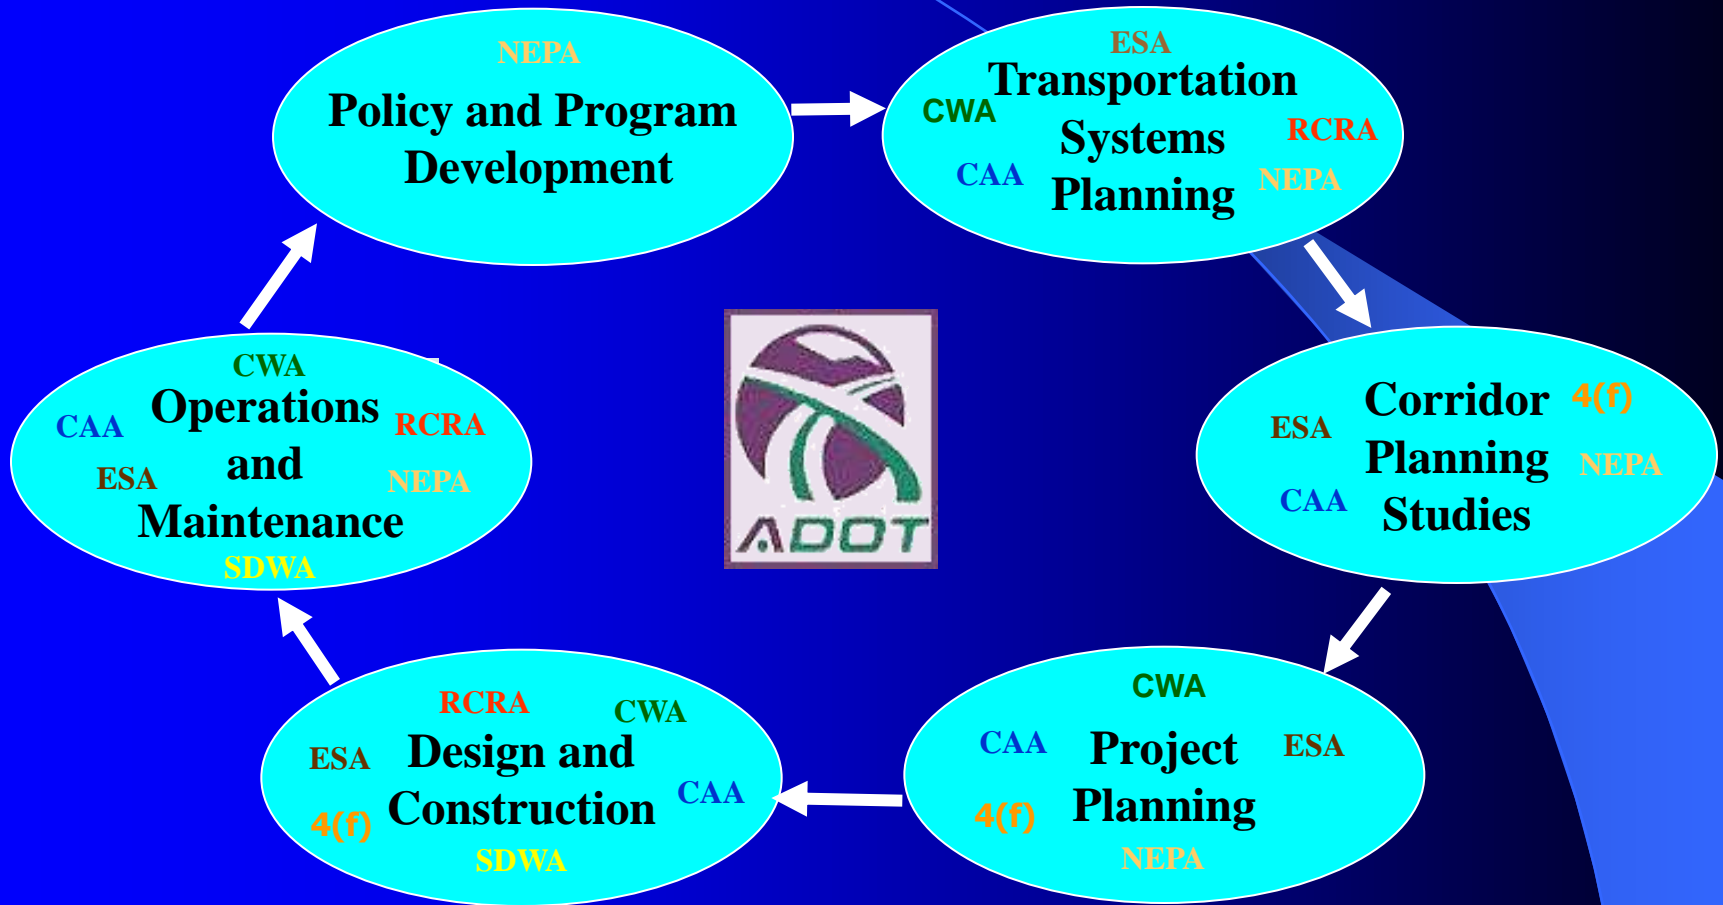 NEPA
Policy and Program
Development
ESA
Transportation
CWA
Systems
RCRA
CAA
NEPA
Planning
4(f)
Corridor
ESA
Planning
NEPA
CAA
Studies
CWA
CAA
Project
ESA
4(f)
Planning
NEPA
RCRA
CWA
ESA
Design and
CAA
4(f)
Construction
SDWA
CWA
CAA
Operations
RCRA
ESA
and
NEPA
Maintenance
SDWA
ADOT